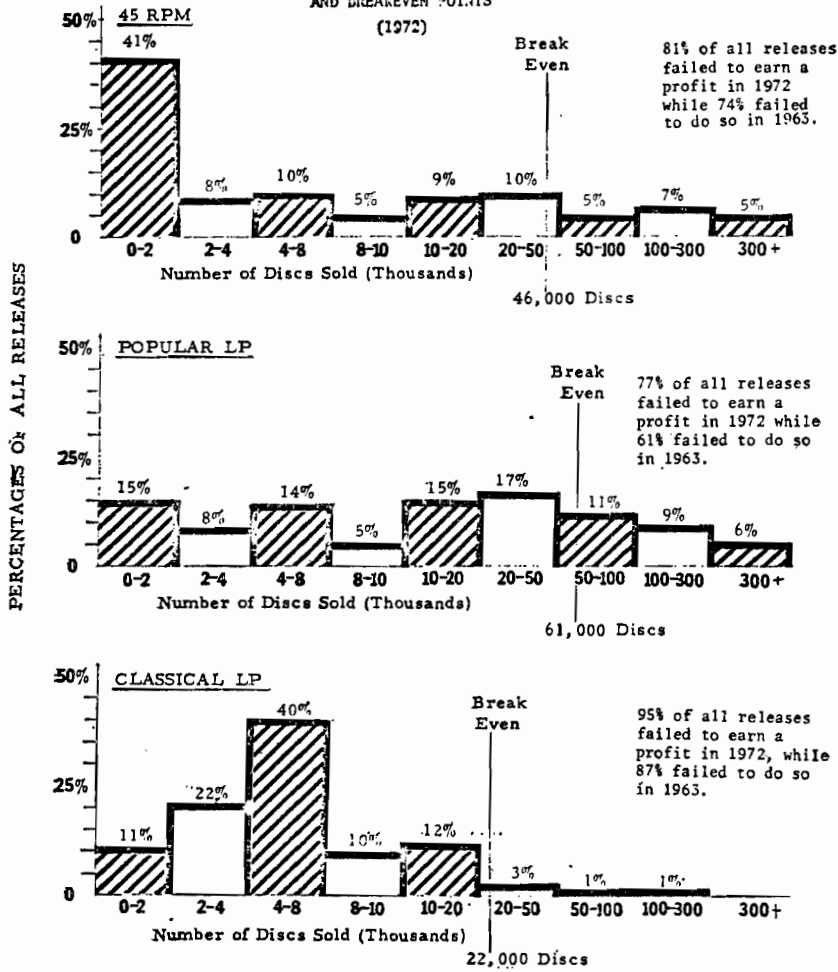 AND BREAKEVEN POINTS
(1972)
PERCENTAGES OF ALL RELEASES
45 RPM
50%
25%
0
41%
8%
10%
5%
9%
10%
5%
7%
5%
0-2 2-4 4-8 8-10 10-20 20-50 50-100 100-300 300+
Number of Discs Sold (Thousands)
Break
Even
46,000 Discs
81% of all releases
failed to earn a
profit in 1972
while 74% failed
to do so in 1963.
POPULAR LP
50%
25%
0
15%
8%
14%
5%
15%
17%
11%
9%
6%
0-2 2-4 4-8 8-10 10-20 20-50 50-100 100-300 300+
Number of Discs Sold (Thousands)
Break
Even
61,000 Discs
77% of all releases
failed to earn a
profit in 1972 while
61% failed to do so
in 1963.
CLASSICAL LP
50%
25%
0
11%
22%
40%
10%
12%
3%
1%
1%
0-2 2-4 4-8 8-10 10-20 20-50 50-100 100-300 300+
Number of Discs Sold (Thousands)
Break
Even
22,000 Discs
95% of all releases
failed to earn a
profit in 1972, while
87% failed to do so
in 1963.